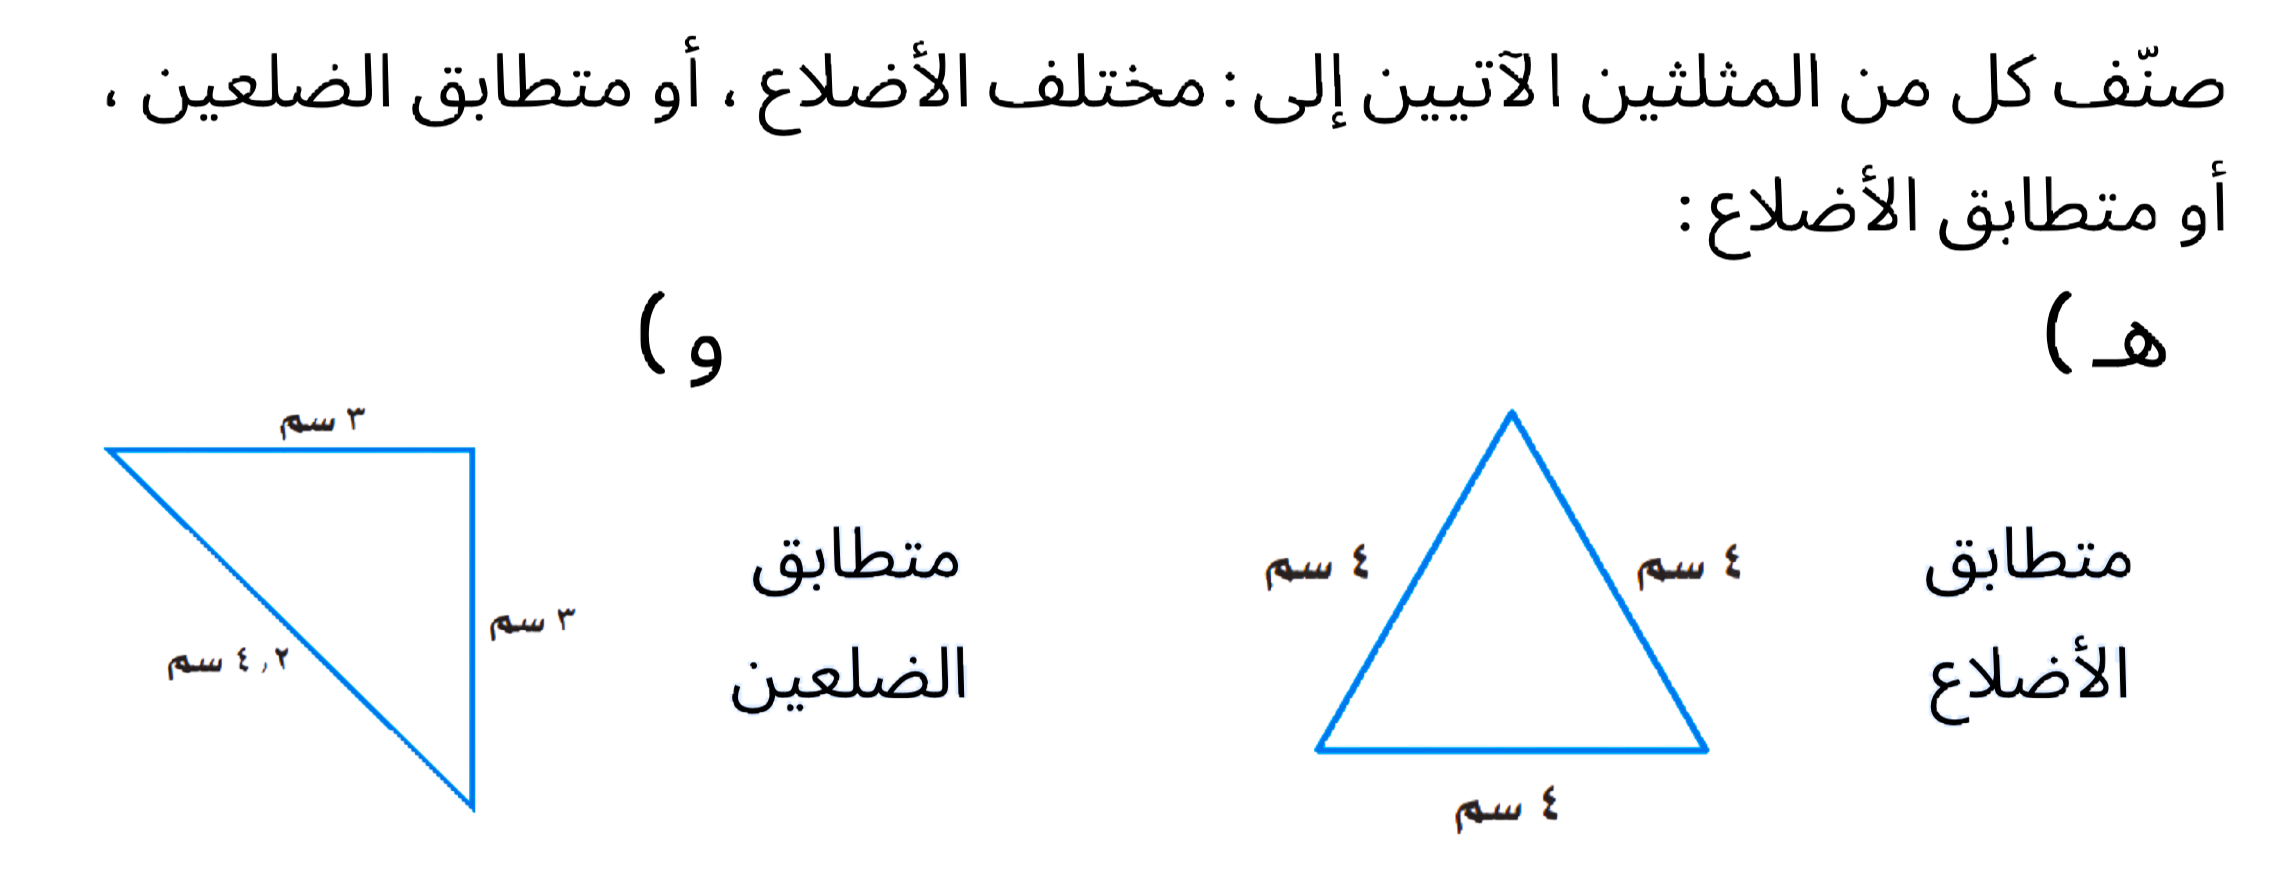 صنّف كل من المثلثين الآتيين إلى : مختلف الأضلاع ، أو متطابق الضلعين ،
أو متطابق الأضلاع :
هـ )
و )
متطابق
الأضلاع
٤ سم
٤ سم
٤ سم
متطابق
الضلعين
٣ سم
٣ سم
٤,٢ سم